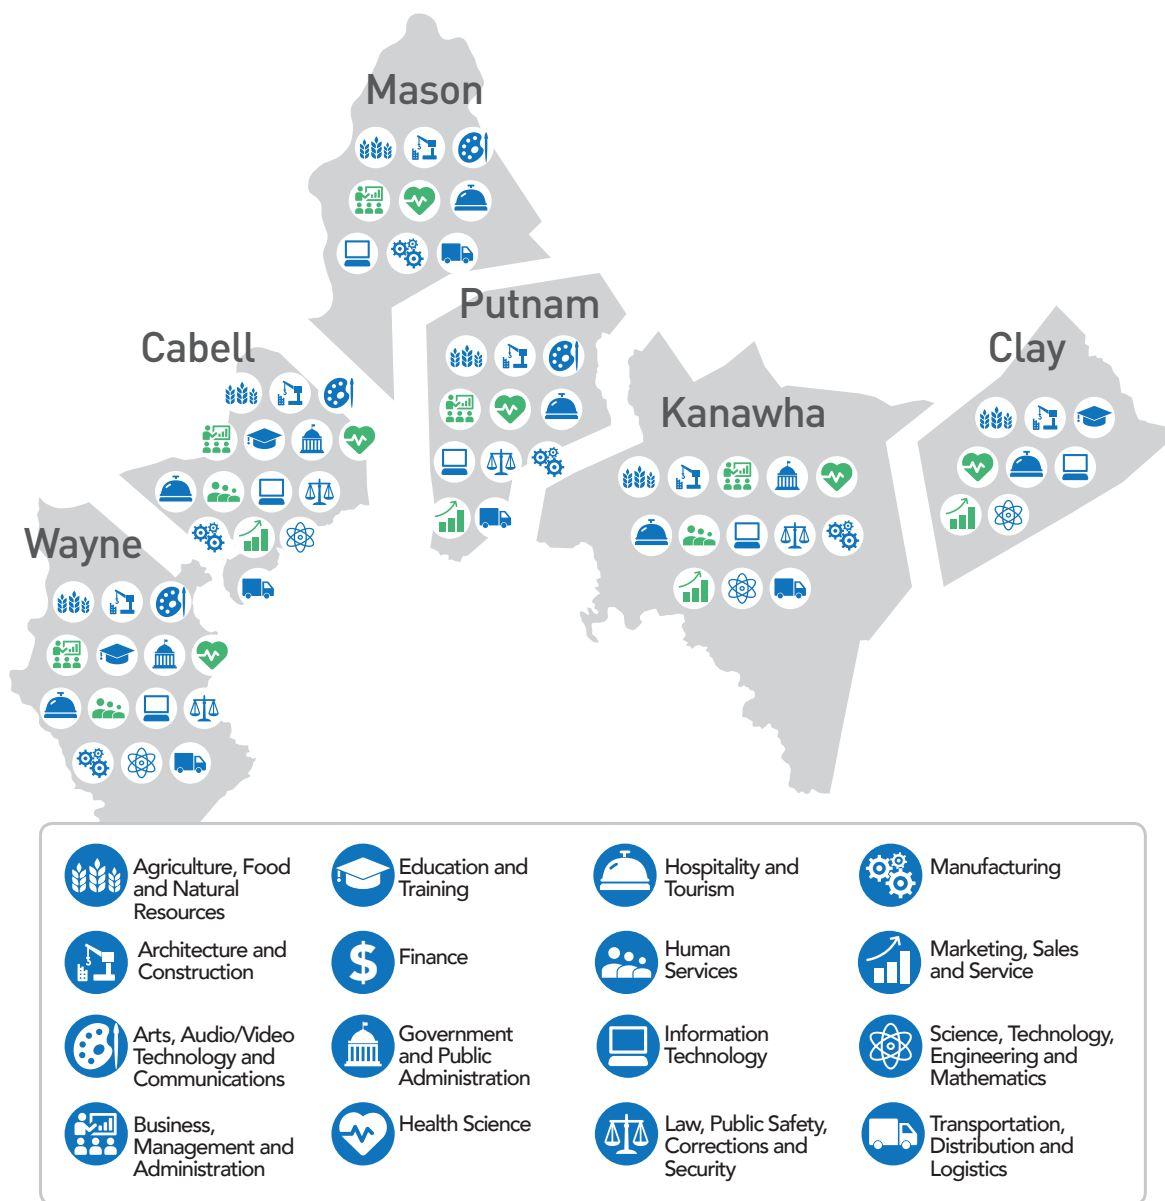 Mason
Putnam
Cabell
Clay
Kanawha
Wayne
Agriculture, Food
and Natural
Resources
Architecture and
Construction
Arts, Audio/Video
Technology and
Communications
Business,
Management and
Administration
Education and
Training
Finance
Government
and Public
Administration
Health Science
Hospitality and
Tourism
Human
Services
Information
Technology
Law, Public Safety,
Corrections and
Security
Manufacturing
Marketing, Sales
and Service
Science, Technology,
Engineering and
Mathematics
Transportation,
Distribution and
Logistics